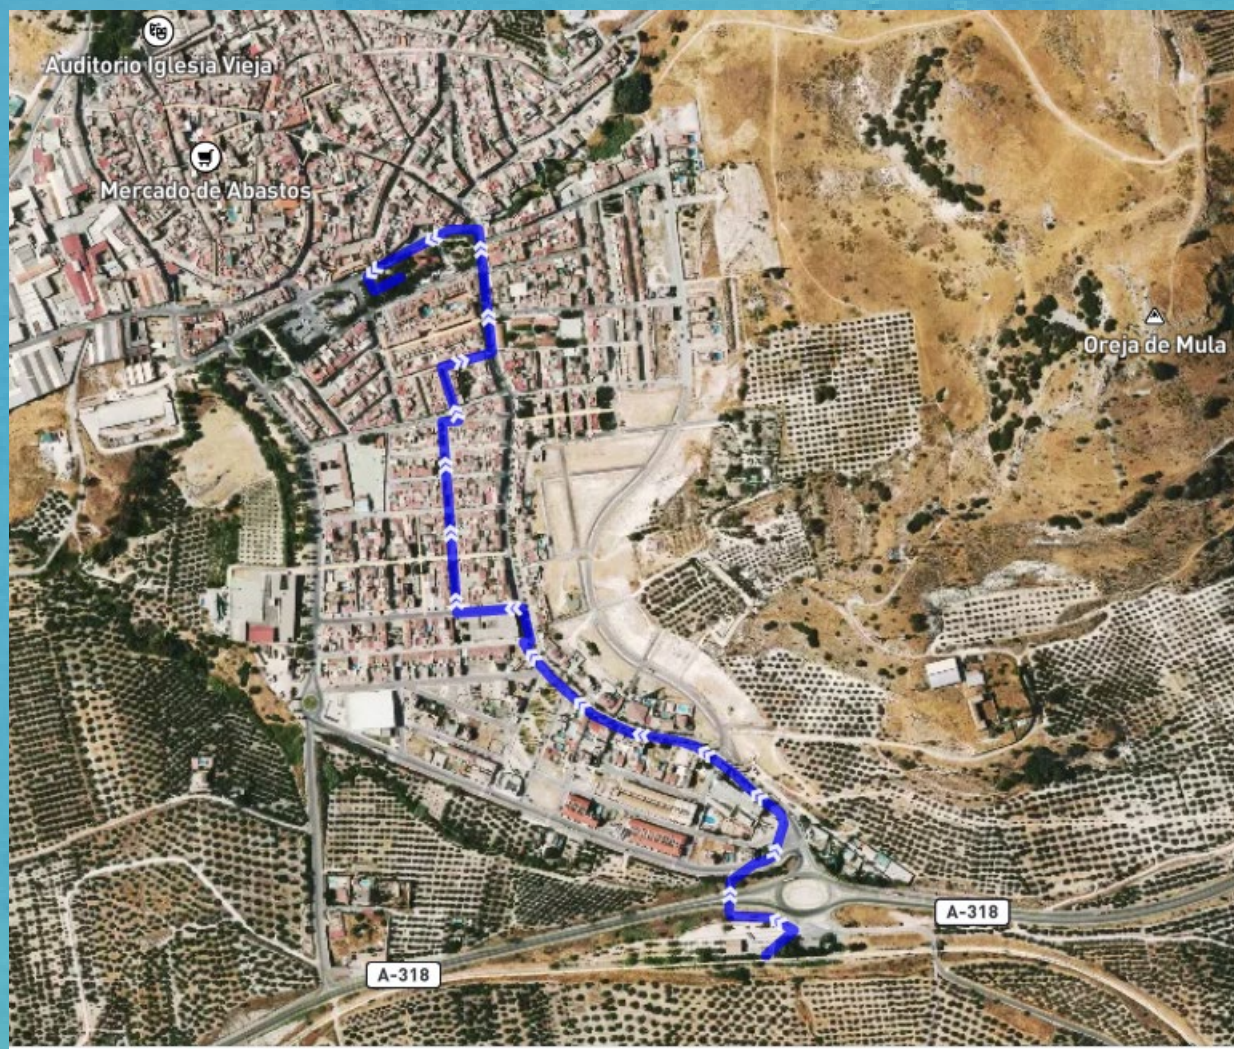 Auditorio Iglesia Vieja
Mercado de Abastos
Oreja de Mula
A-318
A-318